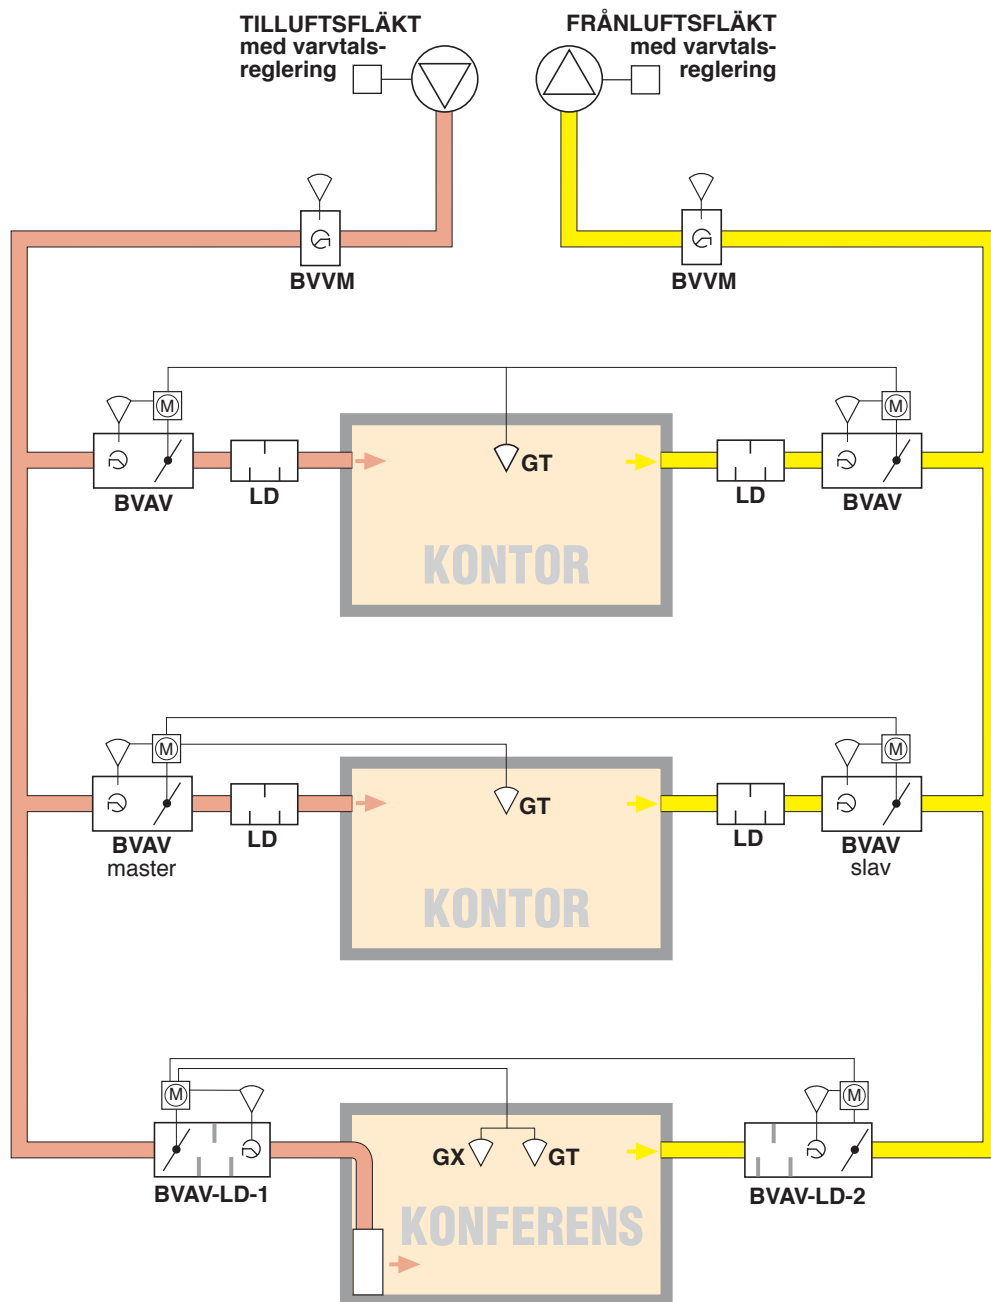 TILLUFTSFLÄKT
med varvtals-
reglering
FRÅNLUFTSFLÄKT
med varvtals-
reglering
BVVM
BVVM
M
M
GT
BVAV
LD
LD
BVAV
KONTOR
M
M
GT
BVAV
master
LD
LD
BVAV
slav
KONTOR
M
M
GX
GT
BVAV-LD-1
BVAV-LD-2
KONFERENS